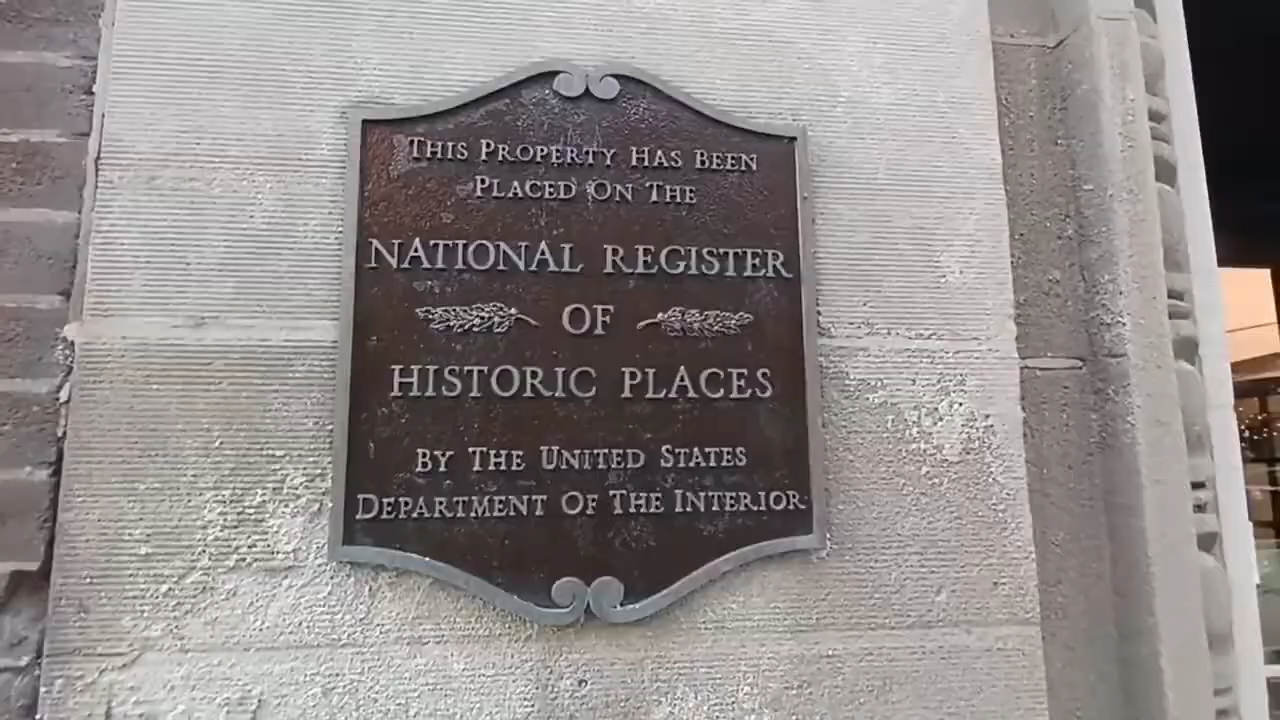 THIS PROPERTY HAS BEEN
PLACED ON THE
NATIONAL REGISTER
OF
HISTORIC PLACES
BY THE UNITED STATES
DEPARTMENT OF THE INTERIOR